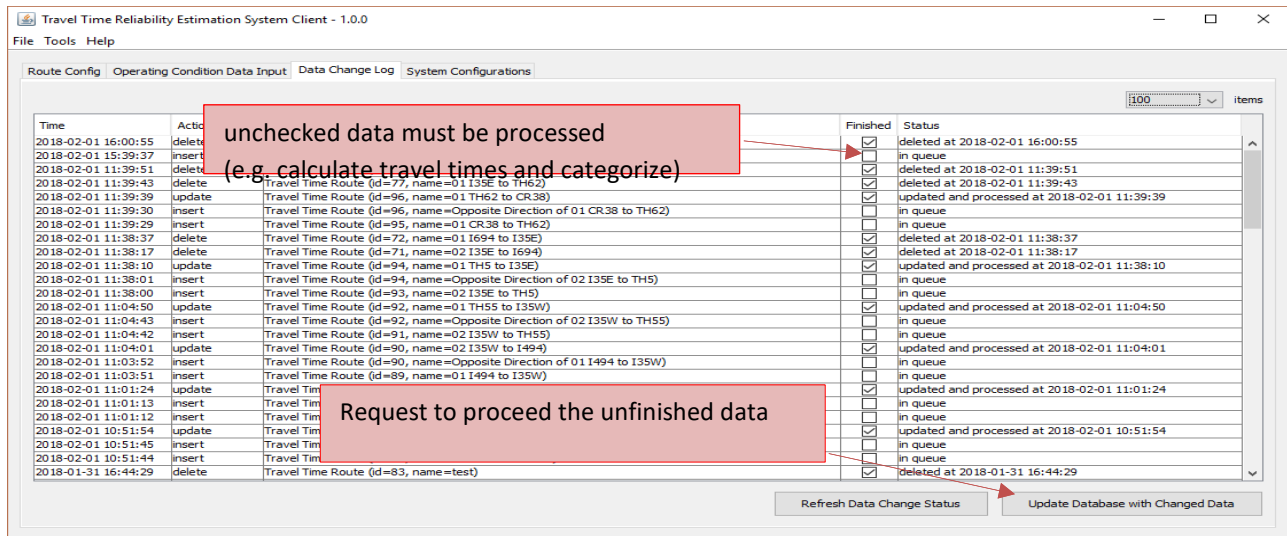 Travel Time Reliability Estimation System Client - 1.0.0
File Tools Help
Route Config Operating Condition Data Input Data Change Log System Configurations
100 items
Time Finished Status
unchecked data must be processed
(e.g. calculate travel times and categorize)
2018-02-01 16:00:55 delete deleted at 2018-02-01 16:00:55
2018-02-01 15:39:37 insert in queue
2018-02-01 11:39:51 delete deleted at 2018-02-01 11:39:51
2018-02-01 11:39:43 delete Travel Time Route (id=77, name=01 I35E to TH62) deleted at 2018-02-01 11:39:43
2018-02-01 11:39:39 update Travel Time Route (id=96, name=01 TH62 to CR38) updated and processed at 2018-02-01 11:39:39
2018-02-01 11:39:30 insert Travel Time Route (id=96, name=Opposite Direction of 01 CR38 to TH62) in queue
2018-02-01 11:39:29 insert Travel Time Route (id=95, name=01 CR38 to TH62) in queue
2018-02-01 11:38:37 delete Travel Time Route (id=72, name=01 I694 to I35E) deleted at 2018-02-01 11:38:37
2018-02-01 11:38:17 delete Travel Time Route (id=71, name=02 I35E to I694) deleted at 2018-02-01 11:38:17
2018-02-01 11:38:10 update Travel Time Route (id=94, name=01 TH5 to I35E) updated and processed at 2018-02-01 11:38:10
2018-02-01 11:38:01 insert Travel Time Route (id=94, name=Opposite Direction of 02 I35E to TH5) in queue
2018-02-01 11:38:00 insert Travel Time Route (id=93, name=02 I35E to TH5) in queue
2018-02-01 11:04:50 update Travel Time Route (id=92, name=01 TH55 to I35W) updated and processed at 2018-02-01 11:04:50
2018-02-01 11:04:43 insert Travel Time Route (id=92, name=Opposite Direction of 02 I35W to TH55) in queue
2018-02-01 11:04:42 insert Travel Time Route (id=91, name=02 I35W to TH55) in queue
2018-02-01 11:04:01 update Travel Time Route (id=90, name=02 I35W to I494) updated and processed at 2018-02-01 11:04:01
2018-02-01 11:03:52 insert Travel Time Route (id=90, name=Opposite Direction of 01 I494 to I35W) in queue
2018-02-01 11:03:51 insert Travel Time Route (id=89, name=01 I494 to I35W) in queue
2018-02-01 11:01:24 update Travel updated and processed at 2018-02-01 11:01:24
2018-02-01 11:01:13 insert Travel in queue
2018-02-01 11:01:12 insert Travel in queue
2018-02-01 10:51:54 update Travel updated and processed at 2018-02-01 10:51:54
2018-02-01 10:51:45 insert Travel in queue
2018-02-01 10:51:44 insert Travel in queue
2018-01-31 16:44:29 delete Travel Time Route (id=83, name=test) deleted at 2018-01-31 16:44:29
Request to proceed the unfinished data
Refresh Data Change Status Update Database with Changed Data